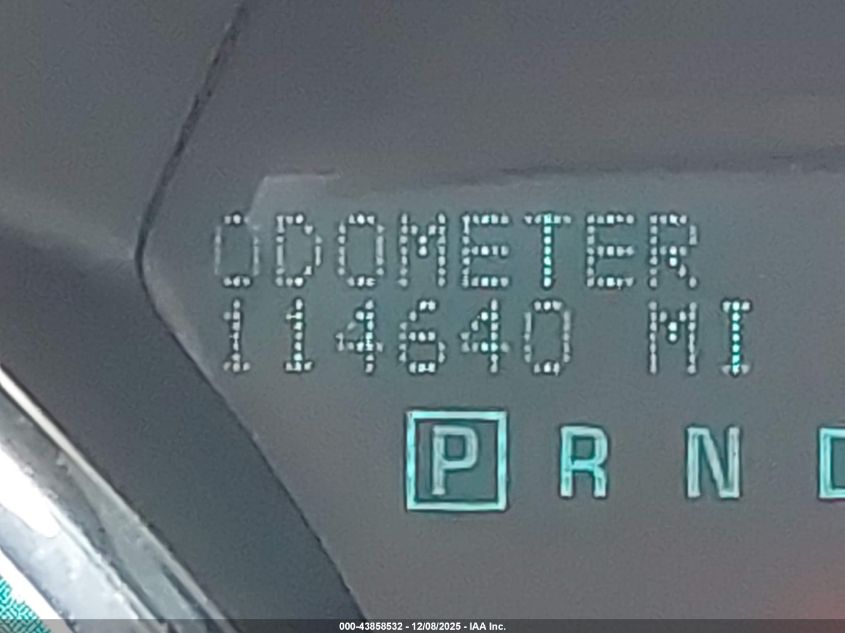 ODOMETER
114640 MI
P R N D
000-43858532 - 12/08/2025 - IAA Inc.